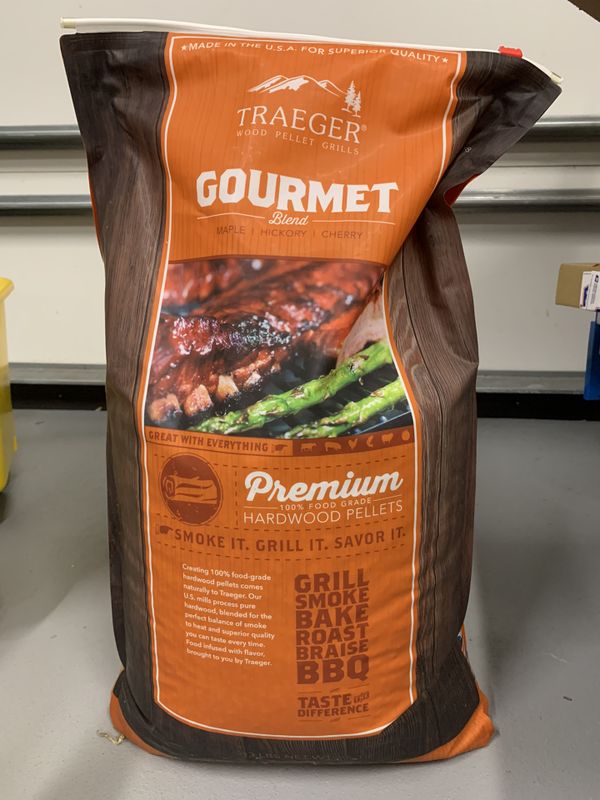 ★MADE IN THE U.S.A. FOR SUPERIOR QUALITY★
TRAEGER®
WOOD PELLET GRILLS
GOURMET
Blend
MAPLE | HICKORY | CHERRY
GREAT WITH EVERYTHING
Premium
100% FOOD GRADE
HARDWOOD PELLETS
SMOKE IT. GRILL IT. SAVOR IT.
Creating 100% food-grade
hardwood pellets comes
naturally to Traeger. Our
U.S. mills process pure
hardwood, blended for the
perfect balance of smoke
to heat and superior quality
you can taste every time.
Food infused with flavor,
brought to you by Traeger.
GRILL
SMOKE
BAKE
ROAST
BRAISE
BBQ
TASTE THE
DIFFERENCE
LBS NET